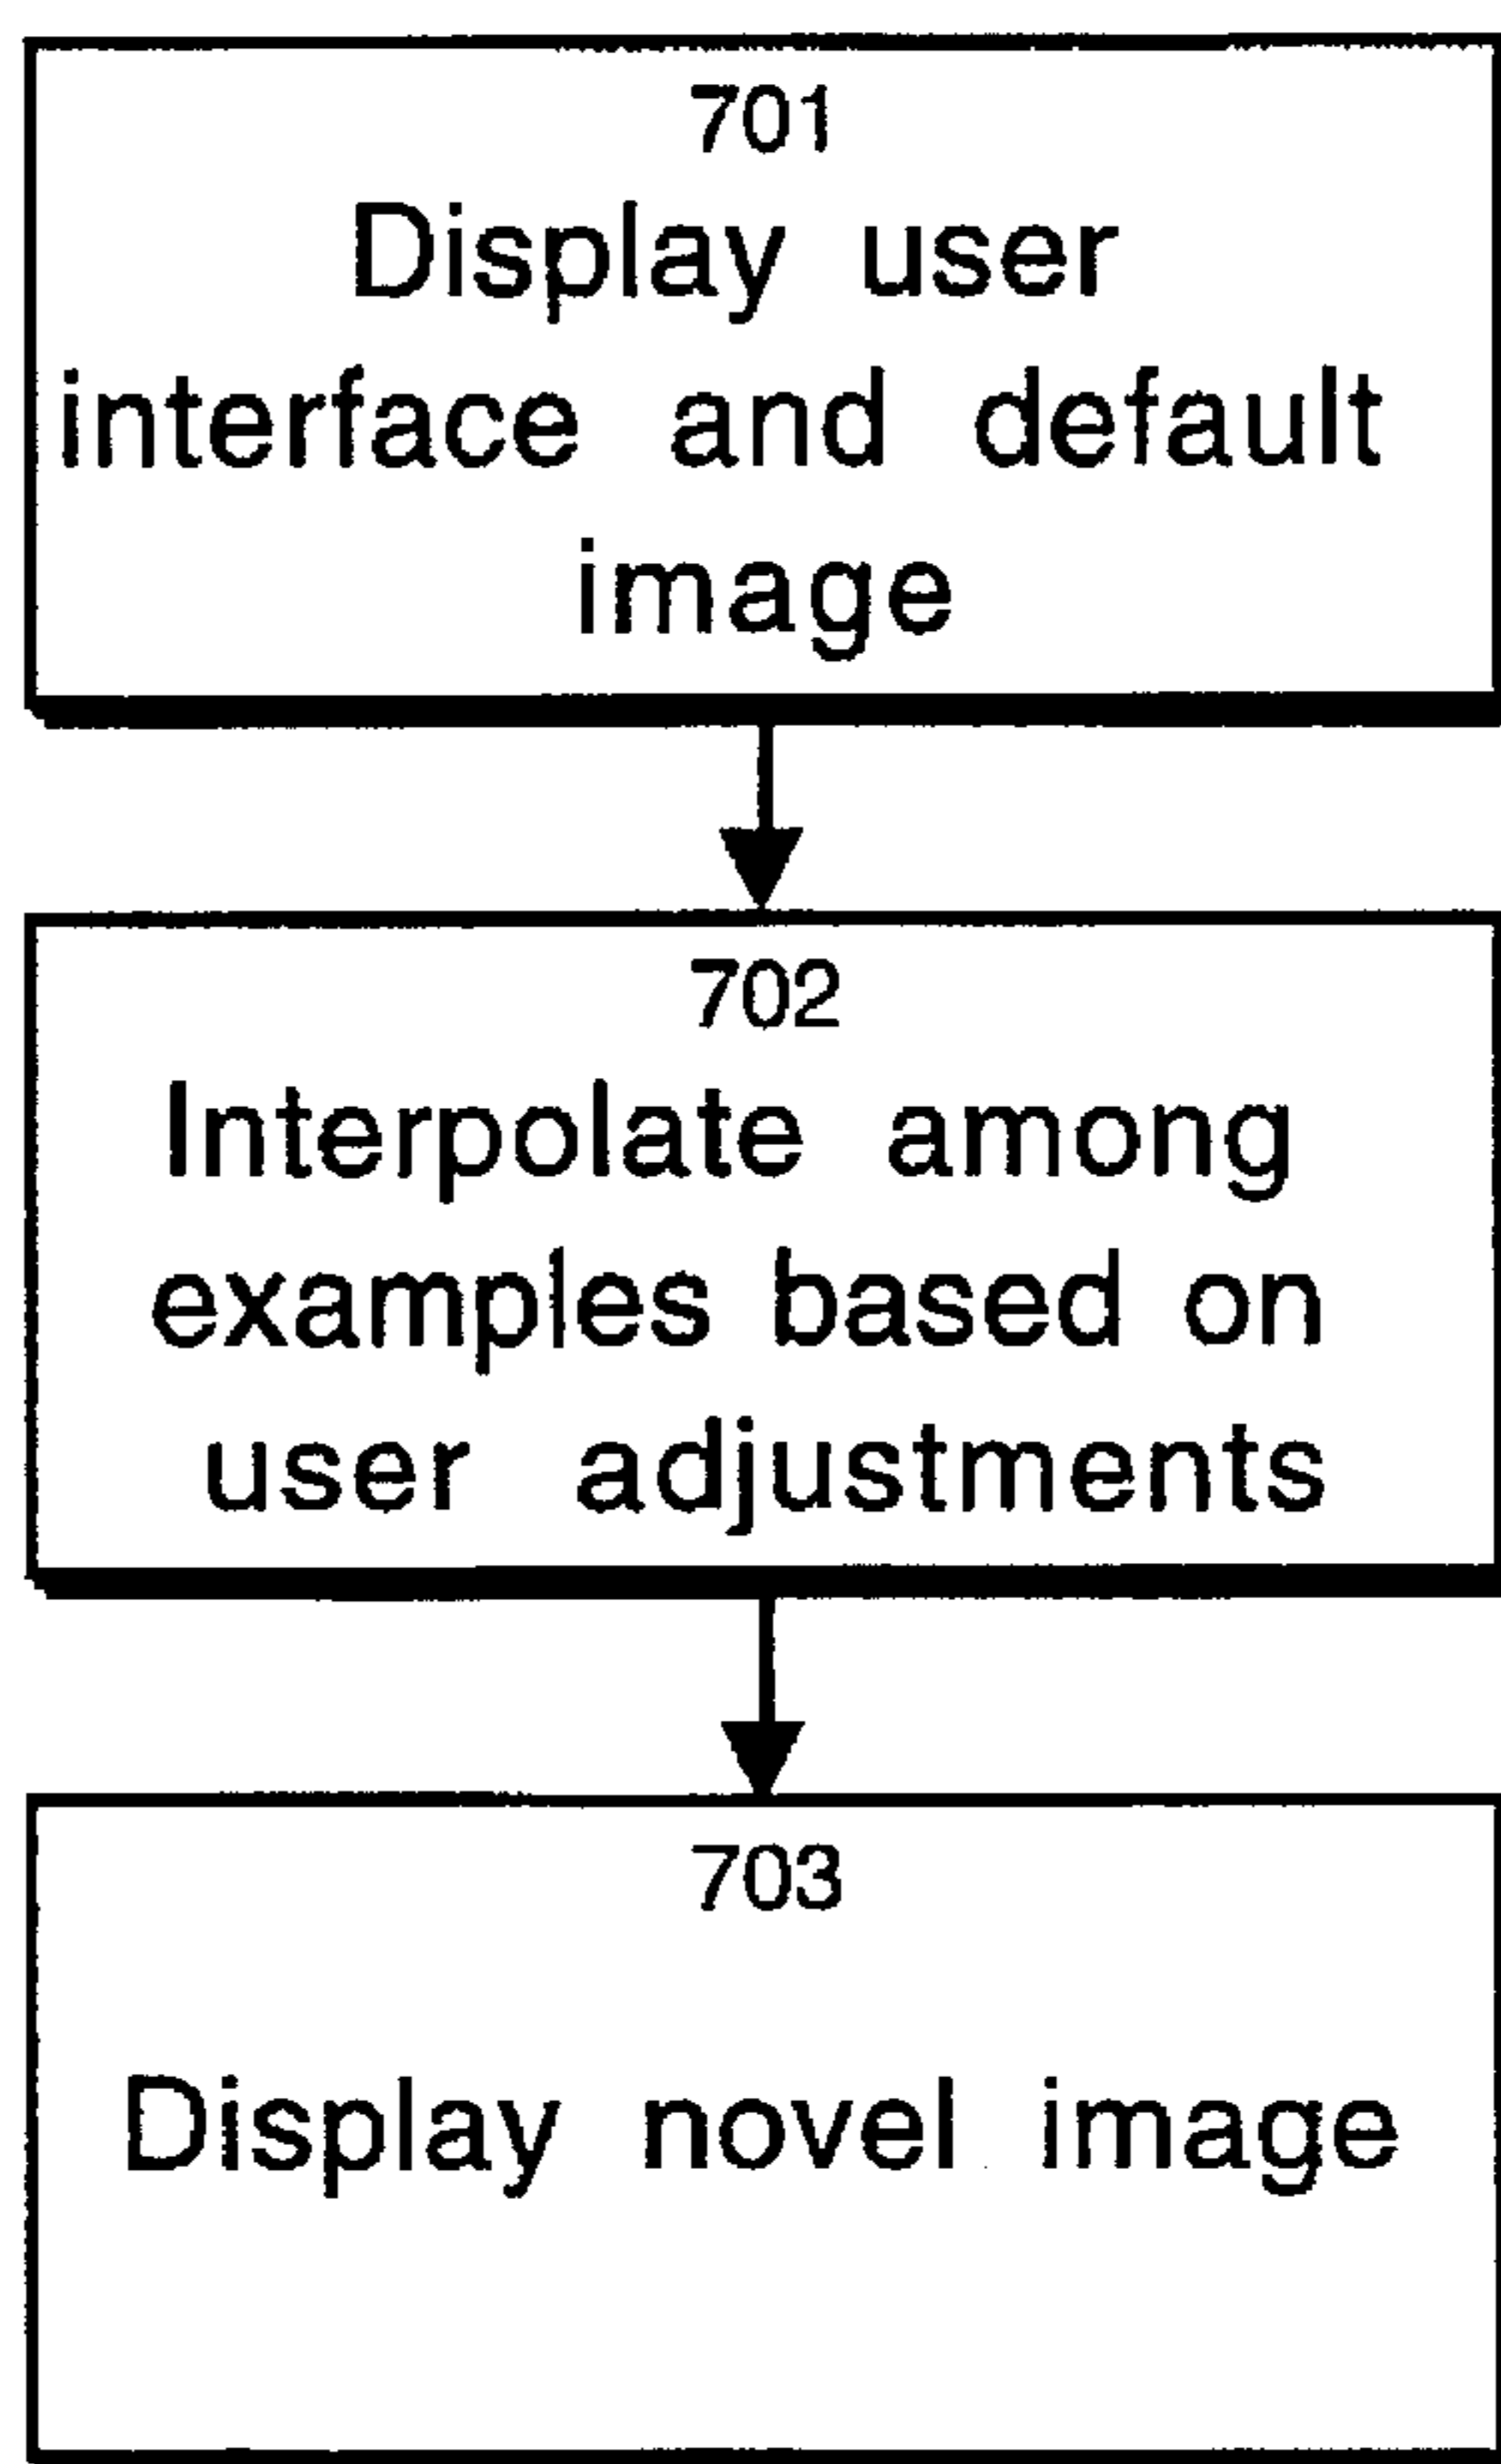 701
Display user
interface and default
image
702
Interpolate among
examples based on
user adjustments
703
Display novel image